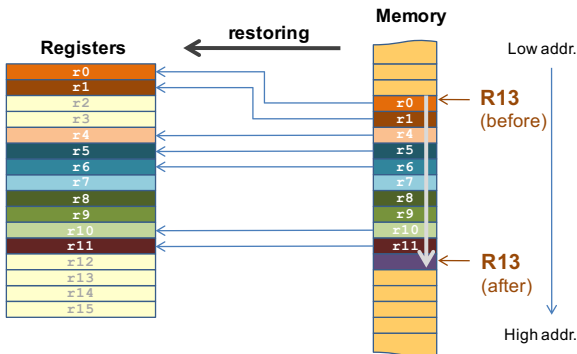 Memory
Registers
restoring
Low addr.
r0
r1
r2
r3
r4
r5
r6
r7
r8
r9
r10
r11
r12
r13
r14
r15
r0
r1
r4
r5
r6
r7
r8
r9
r10
r11
R13
(before)
R13
(after)
High addr.